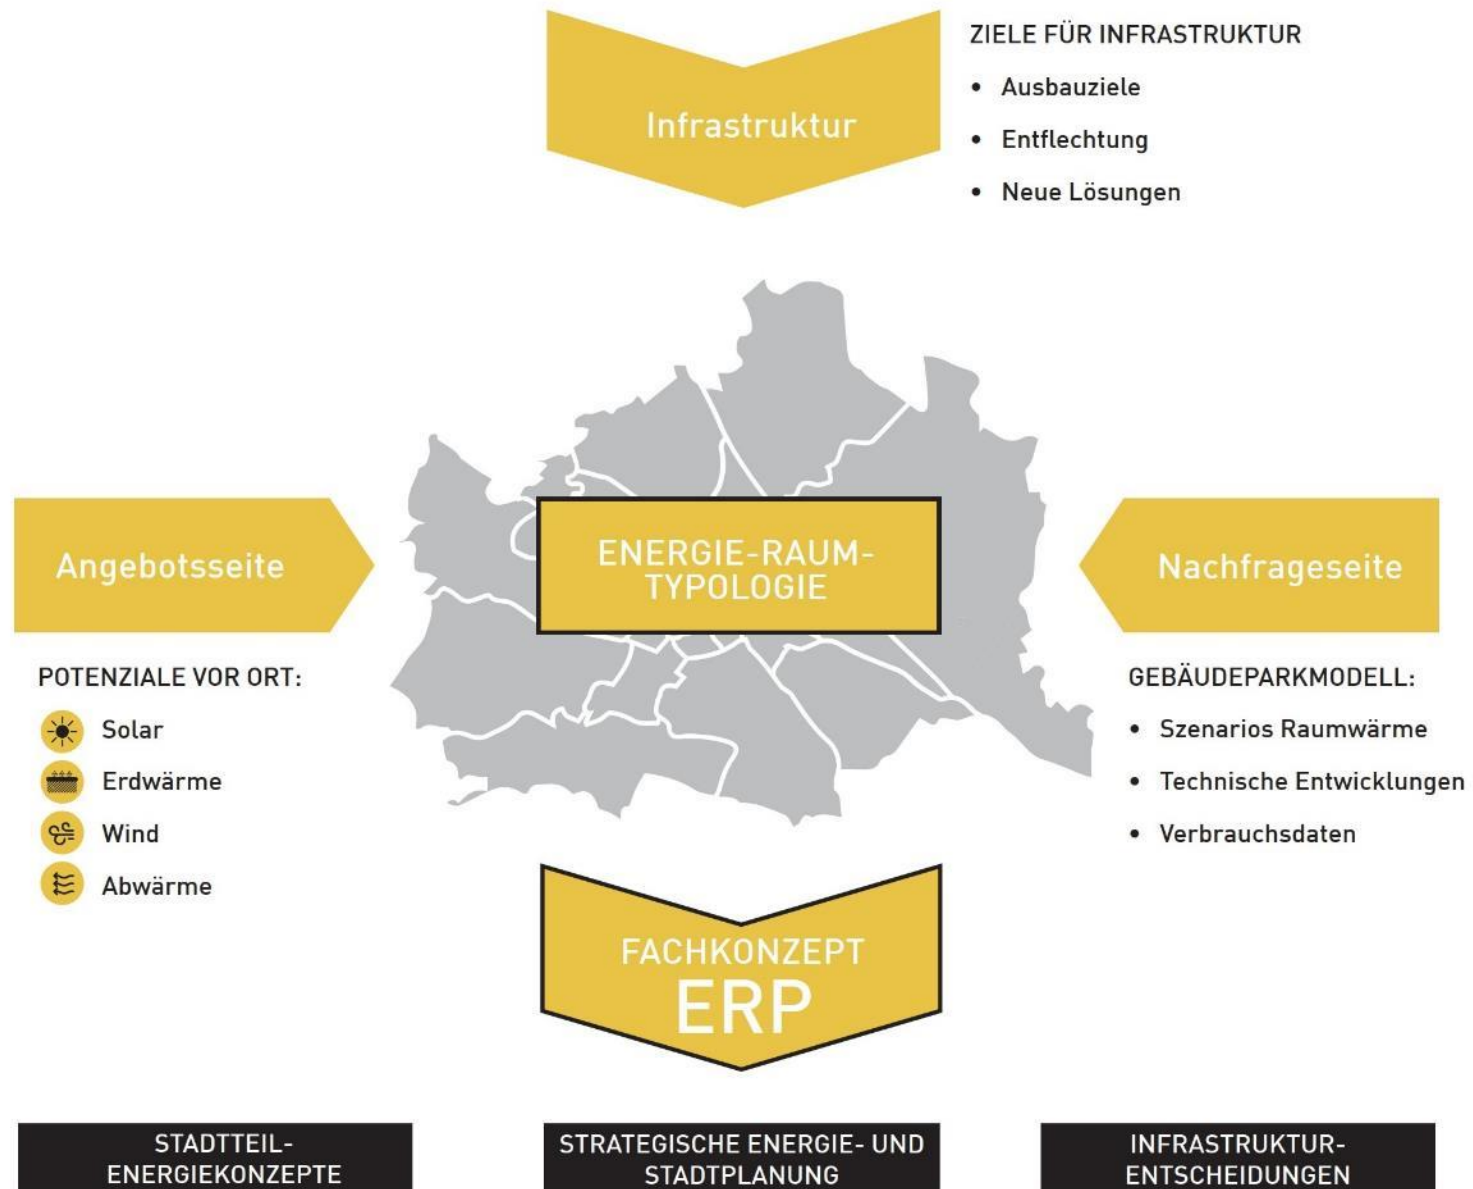 Infrastruktur
ZIELE FÜR INFRASTRUKTUR
• Ausbauziele
• Entflechtung
• Neue Lösungen
Angebotsseite
POTENZIALE VOR ORT:
Solar
Erdwärme
Wind
Abwärme
ENERGIE-RAUM-
TYPOLOGIE
Nachfrageseite
GEBÄUDEPARKMODELL:
• Szenarios Raumwärme
• Technische Entwicklungen
• Verbrauchsdaten
FACHKONZEPT
ERP
STADTTEIL-
ENERGIEKONZEPTE
STRATEGISCHE ENERGIE- UND
STADTPLANUNG
INFRASTRUKTUR-
ENTSCHEIDUNGEN